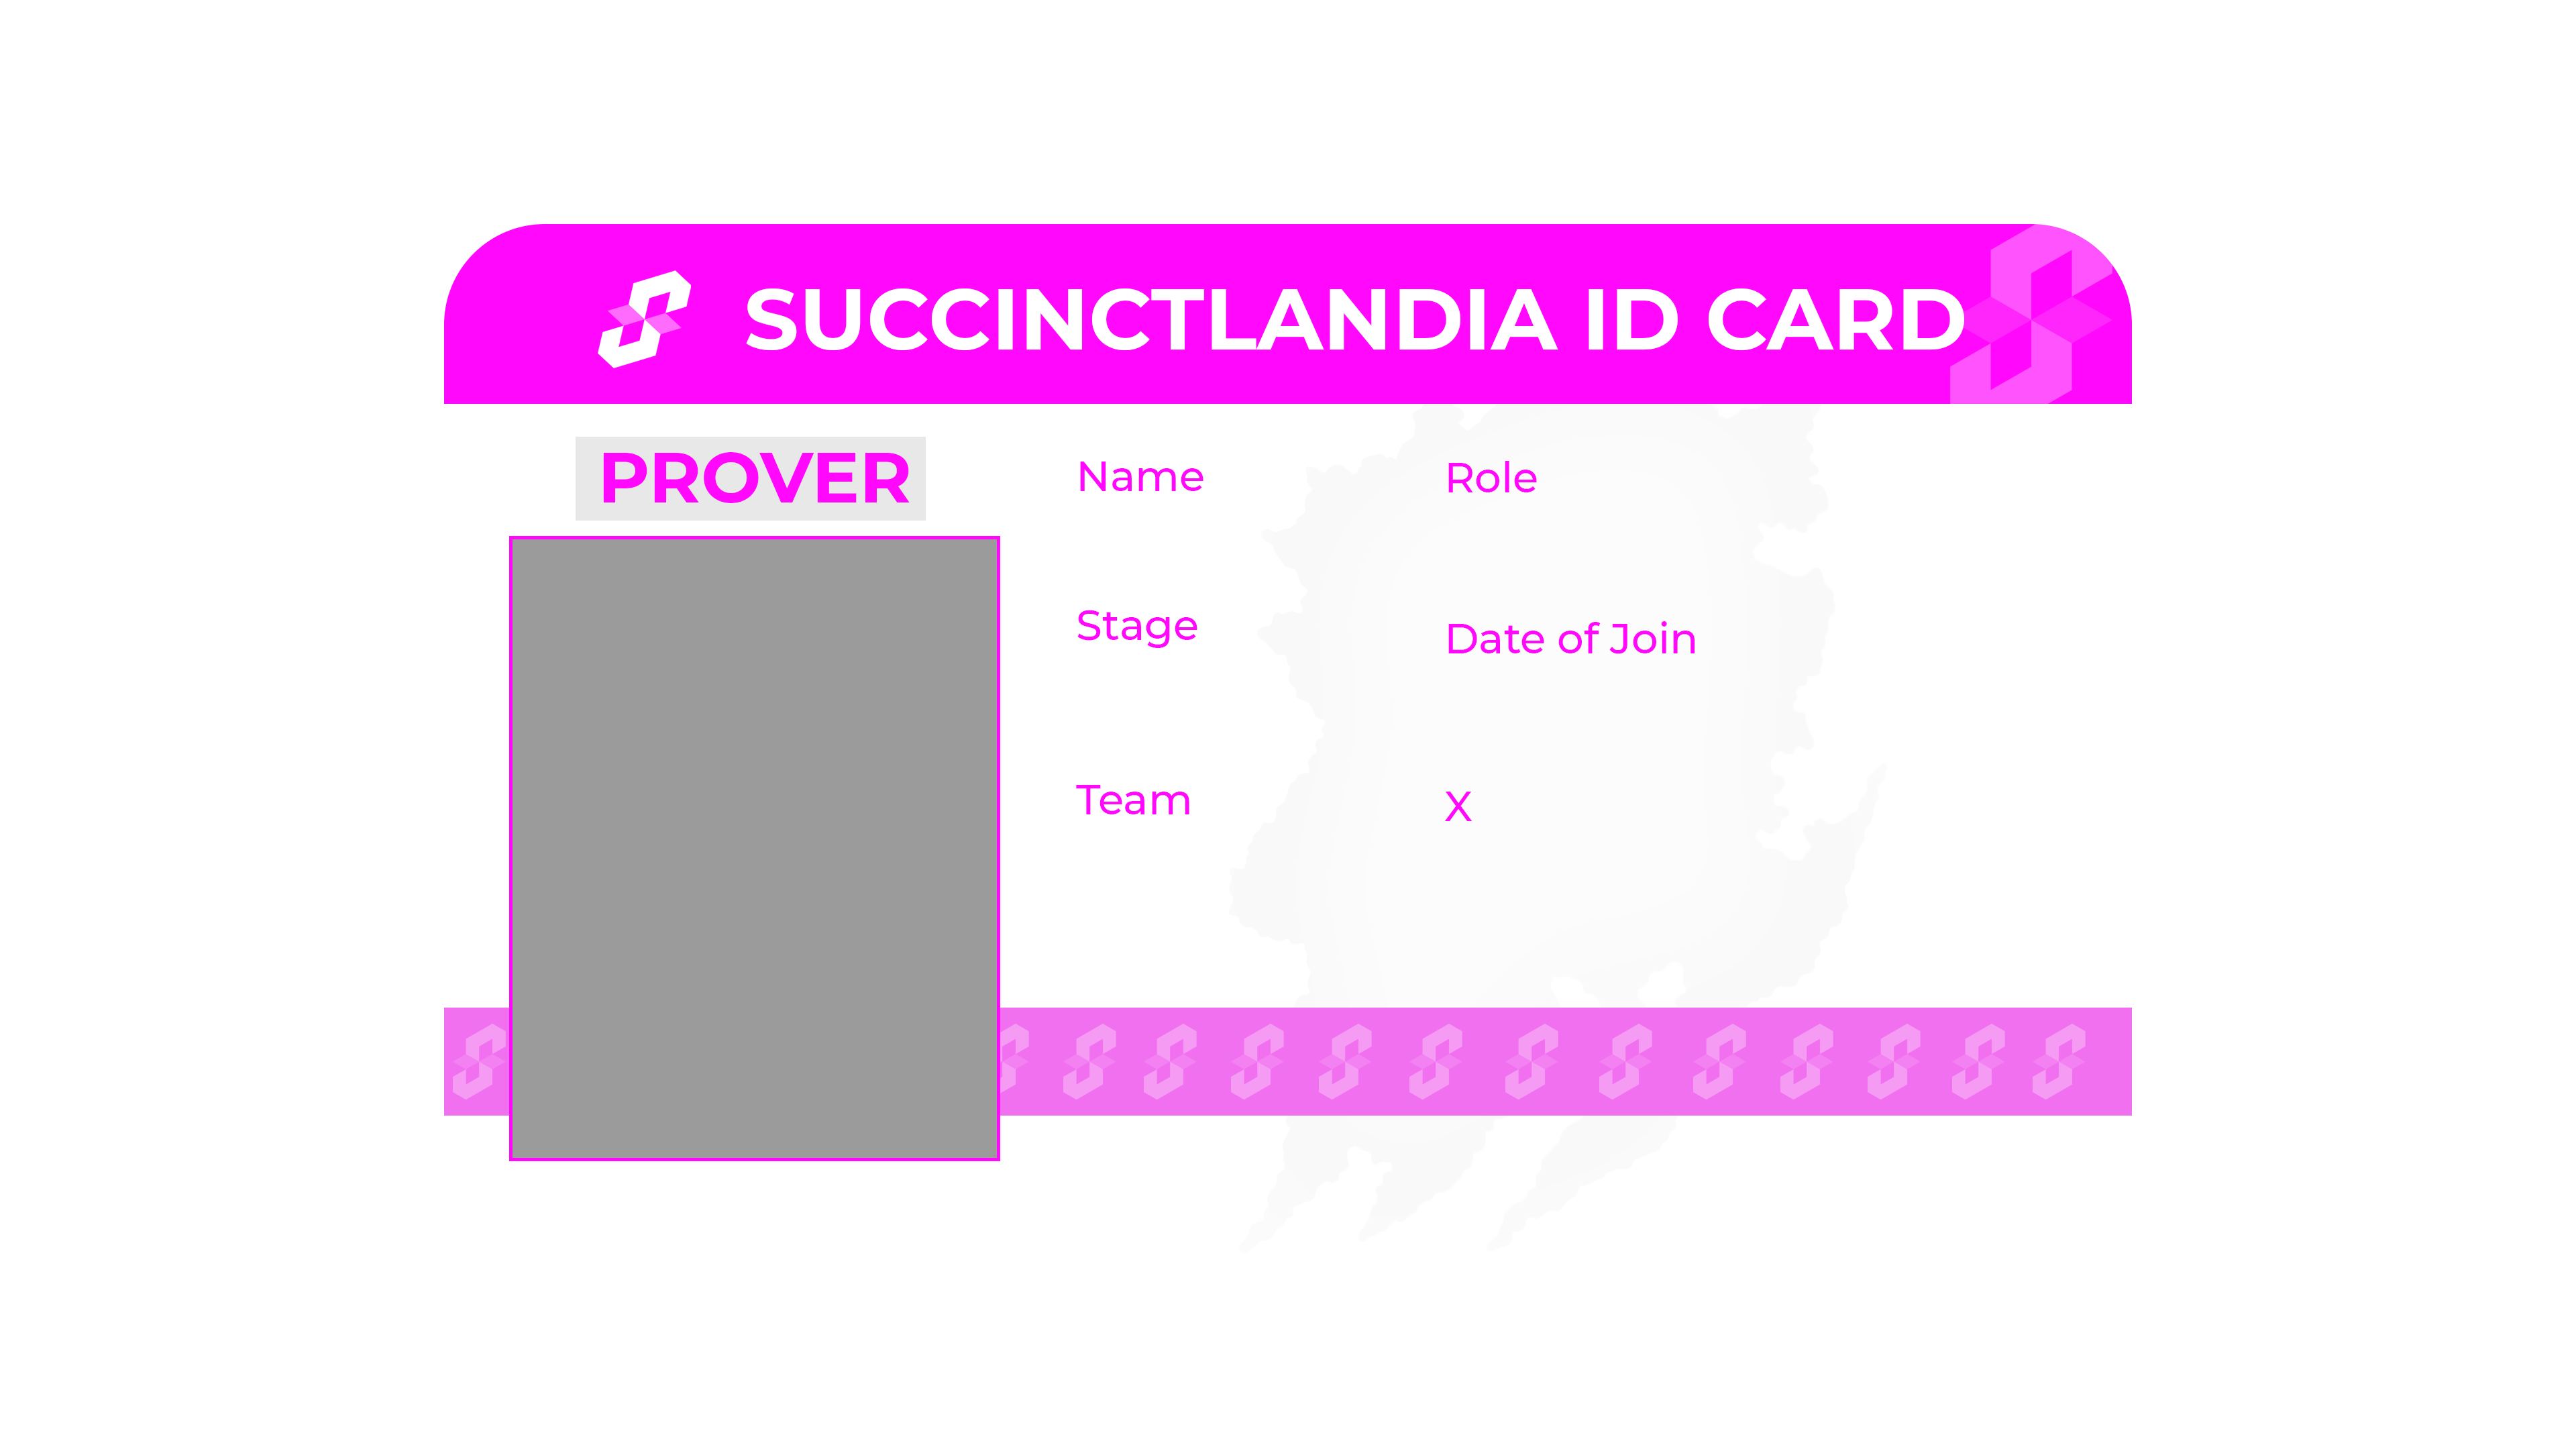 SUCCINCTLANDIA ID CARD
PROVER
Name
Role
Stage
Date of Join
Team
X